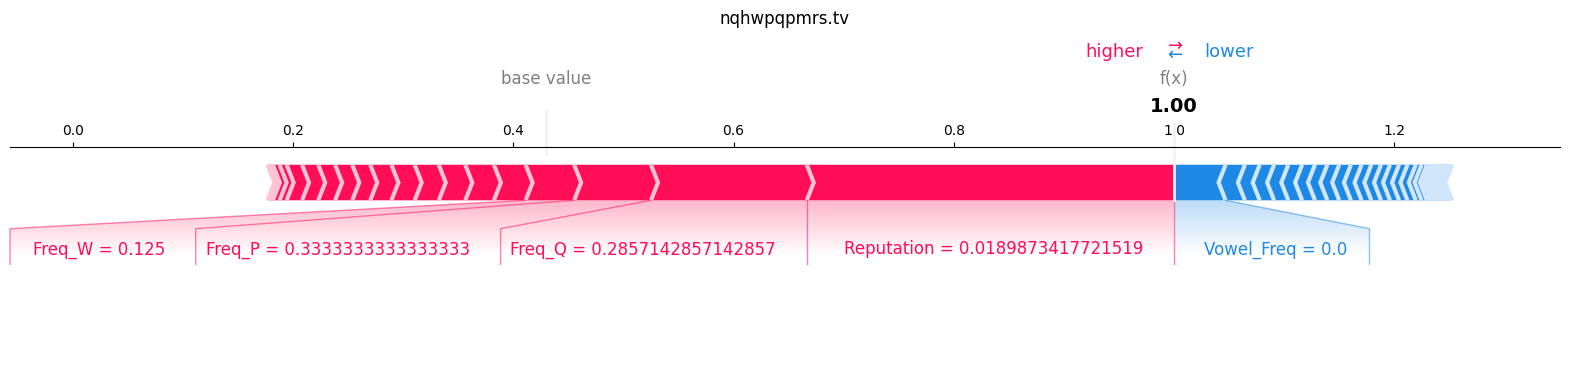 nqhwpqpmrs.tv
higher ⇄ lower
base value f(x)
1.00
0.0 0.2 0.4 0.6 0.8 1 0 1.2
Freq_W = 0.125 Freq_P = 0.3333333333333333 Freq_Q = 0.2857142857142857 Reputation = 0.0189873417721519 Vowel_Freq = 0.0